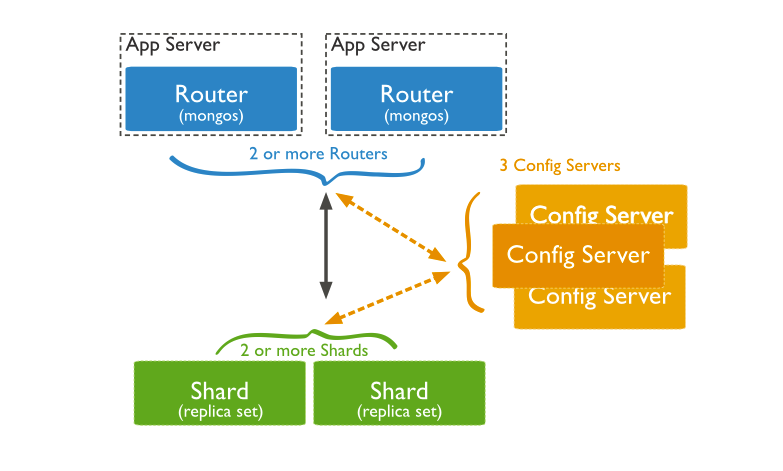 App Server
App Server
Router
(mongos)
Router
(mongos)
2 or more Routers
3 Config Servers
Config Server
Config Server
Config Server
2 or more Shards
Shard
(replica set)
Shard
(replica set)